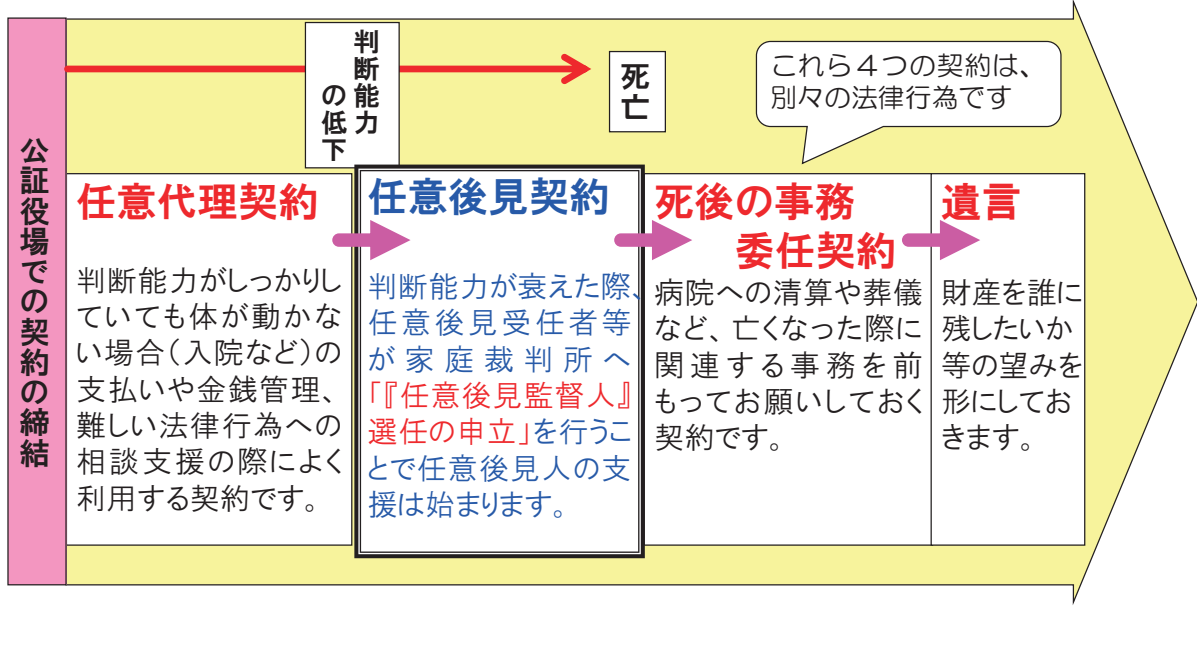 公証役場での契約の締結
判断能力
の低下
死亡
これら４つの契約は、
別々の法律行為です
任意代理契約
判断能力がしっかりし
ていても体が動かな
い場合（入院など）の
支払いや金銭管理、
難しい法律行為への
相談支援の際によく
利用する契約です。
任意後見契約
判断能力が衰えた際、
任意後見受任者等
が家庭裁判所へ
「『任意後見監督人』
選任の申立」を行うこ
とで任意後見人の支
援は始まります。
死後の事務
委任契約
病院への清算や葬儀
など、亡くなった際に
関連する事務を前
もってお願いしておく
契約です。
遺言
財産を誰に
残したいか
等の望みを
形にしてお
きます。